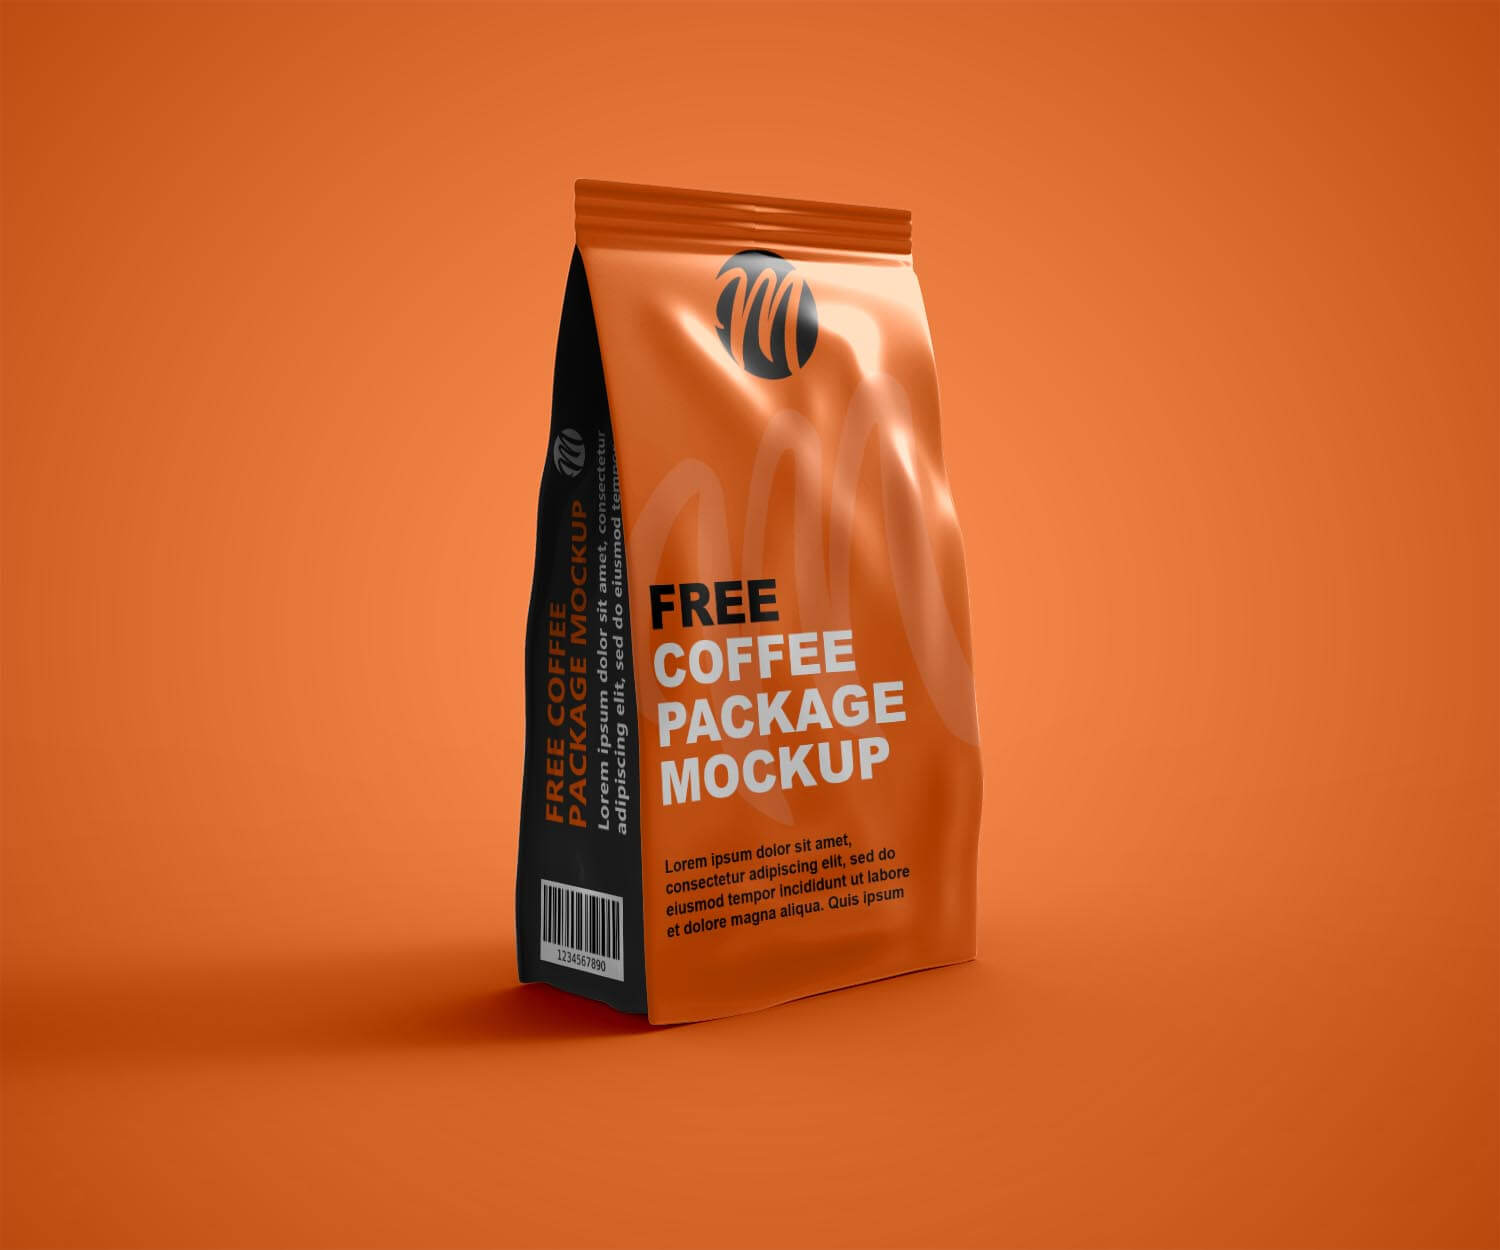 M
FREE
COFFEE
PACKAGE
MOCKUP
Lorem ipsum dolor sit amet,
consectetur adipiscing elit, sed do
eiusmod tempor incididunt ut labore
et dolore magna aliqua. Quis ipsum
M
FREE COFFEE
PACKAGE MOCKUP
Lorem ipsum dolor sit amet, consectetur
adipiscing elit, sed do eiusmod tempor
1234567890